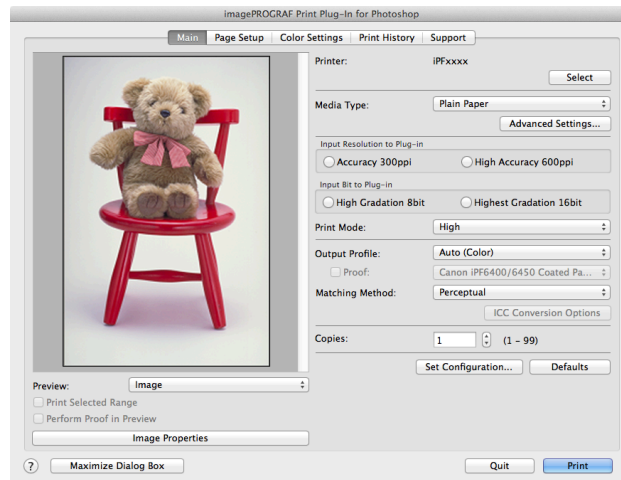 imagePROGRAF Print Plug-In for Photoshop
Main Page Setup Color Settings Print History Support
Printer: iPFxxxx
Select
Media Type: Plain Paper
Advanced Settings...
Input Resolution to Plug-in
Accuracy 300ppi High Accuracy 600ppi
Input Bit to Plug-in
High Gradation 8bit Highest Gradation 16bit
Print Mode: High
Output Profile: Auto (Color)
Proof: Canon iPF6400/6450 Coated Pa...
Matching Method: Perceptual
ICC Conversion Options
Copies: 1 (1 – 99)
Set Configuration... Defaults
Preview: Image
Print Selected Range
Perform Proof in Preview
Image Properties
? Maximize Dialog Box Quit Print